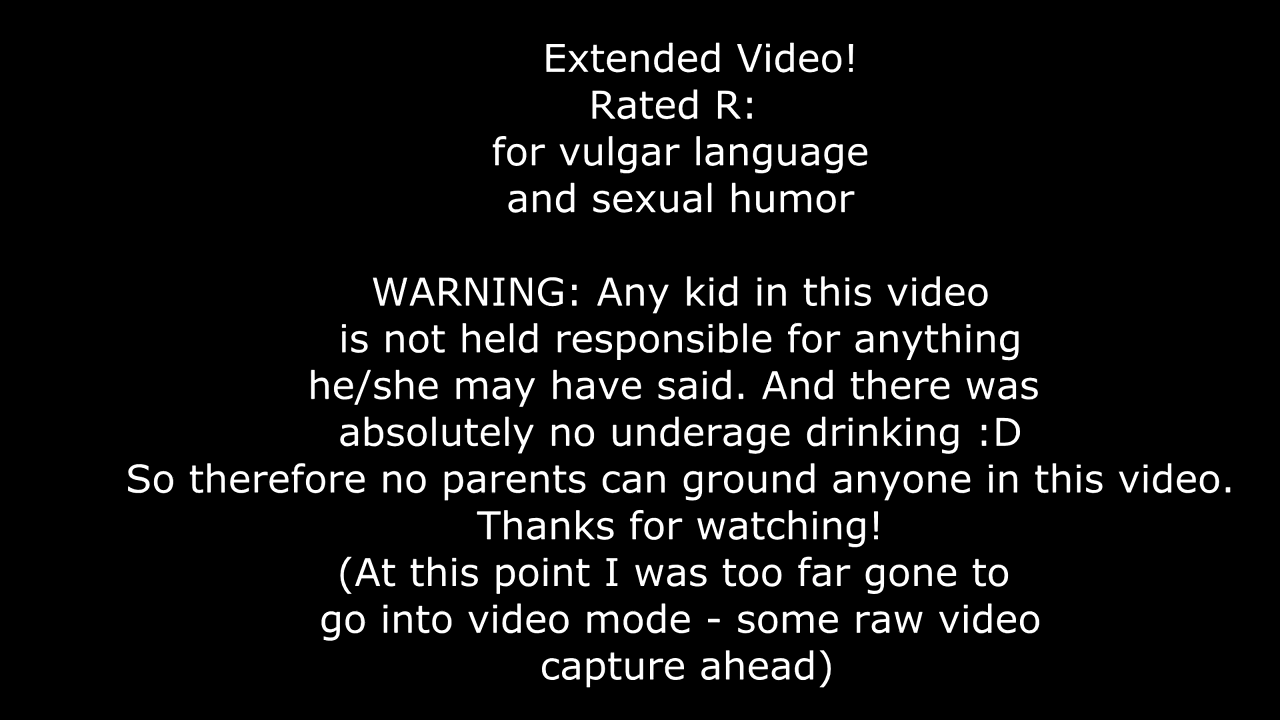 Extended Video!
Rated R:
for vulgar language
and sexual humor
WARNING: Any kid in this video
is not held responsible for anything
he/she may have said. And there was
absolutely no underage drinking :D
So therefore no parents can ground anyone in this video.
Thanks for watching!
(At this point I was too far gone to
go into video mode - some raw video
capture ahead)